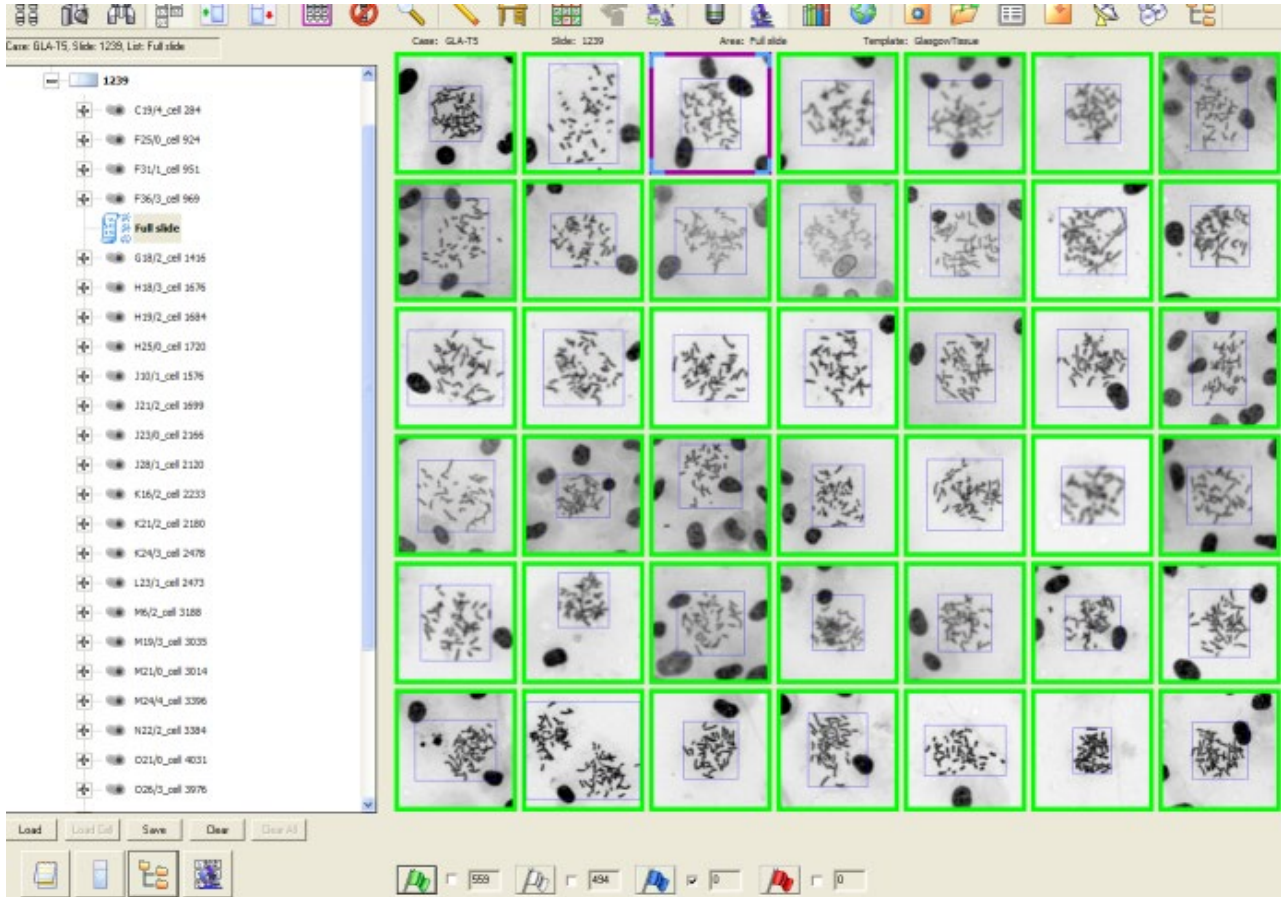 Case: GLA-T5, Slide: 1239, List: Full slide
Case: GLA-T5 Slide: 1239 Area: Full slide Template: GlasgowTissue
1239
C19/4_cell 284
F25/0_cell 924
F31/1_cell 951
F36/3_cell 969
Full slide
G18/2_cell 1416
H18/3_cell 1676
H19/2_cell 1684
H25/0_cell 1720
J10/1_cell 1576
J21/2_cell 1699
J23/0_cell 2166
J28/1_cell 2120
K16/2_cell 2233
K21/2_cell 2180
K24/3_cell 2478
L23/1_cell 2473
M6/2_cell 3188
M19/3_cell 3035
M21/0_cell 3014
M24/4_cell 3396
N22/2_cell 3384
O21/0_cell 4031
O26/3_cell 3976
Load Load Cell Save Clear Clear All
559 494 0 0